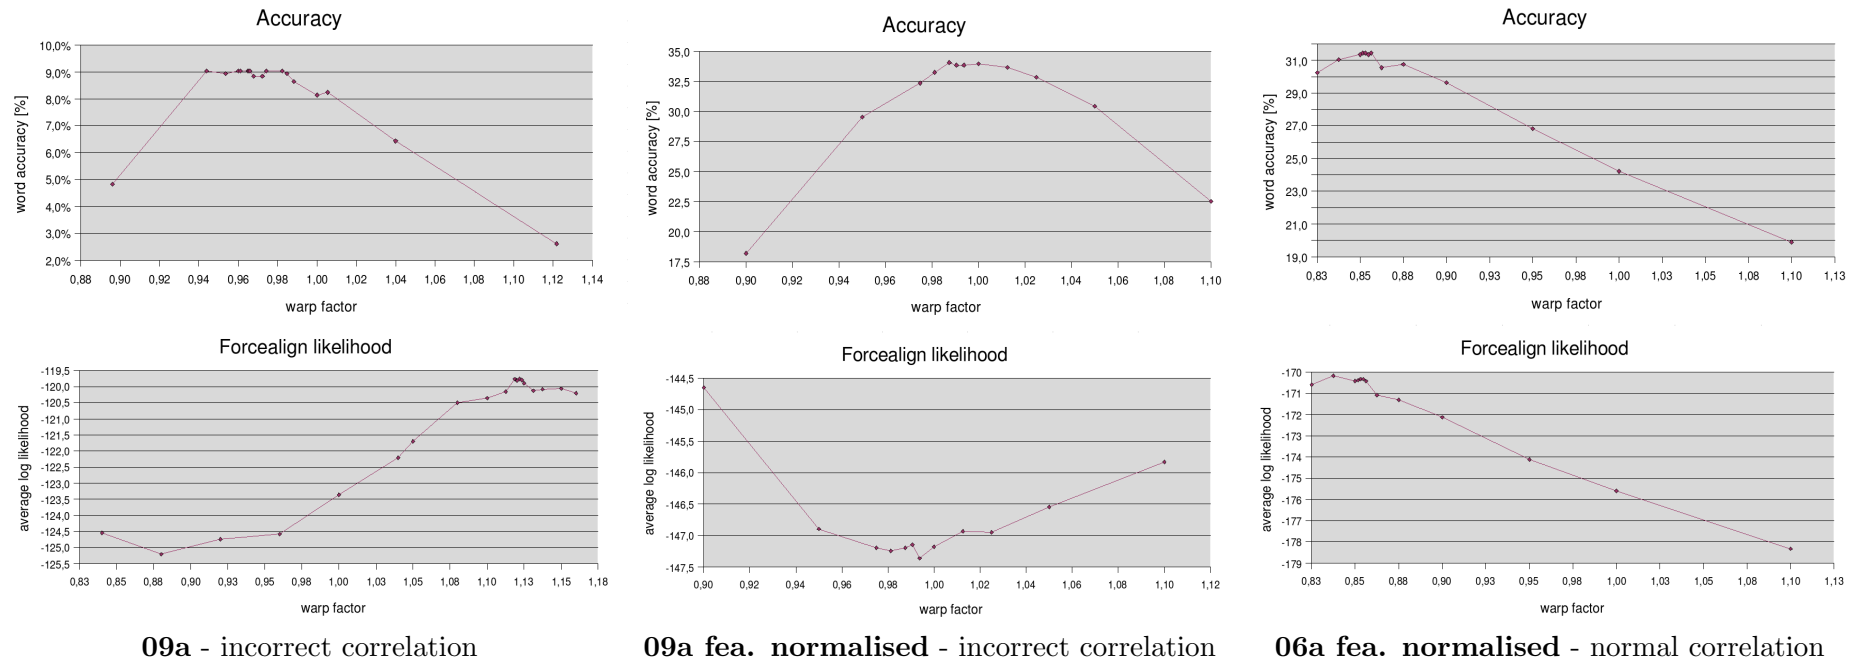 Accuracy
10,0%
9,0%
8,0%
7,0%
6,0%
5,0%
4,0%
3,0%
2,0%
word accuracy [%]
0,88 0,90 0,92 0,94 0,96 0,98 1,00 1,02 1,04 1,06 1,08 1,10 1,12 1,14
warp factor
Accuracy
35,0
32,5
30,0
27,5
25,0
22,5
20,0
17,5
word accuracy [%]
0,88 0,90 0,92 0,94 0,96 0,98 1,00 1,02 1,04 1,06 1,08 1,10
warp factor
Accuracy
31,0
29,0
27,0
25,0
23,0
21,0
19,0
word accuracy [%]
0,83 0,85 0,88 0,90 0,93 0,95 0,98 1,00 1,03 1,05 1,08 1,10 1,13
warp factor
Forcealign likelihood
-119,5
-120,0
-120,5
-121,0
-121,5
-122,0
-122,5
-123,0
-123,5
-124,0
-124,5
-125,0
-125,5
average log likelihood
0,83 0,85 0,88 0,90 0,93 0,95 0,98 1,00 1,03 1,05 1,08 1,10 1,13 1,15 1,18
warp factor
Forcealign likelihood
-144,5
-145,0
-145,5
-146,0
-146,5
-147,0
-147,5
average log likelihood
0,90 0,92 0,94 0,96 0,98 1,00 1,02 1,04 1,06 1,08 1,10 1,12
warp factor
Forcealign likelihood
-170
-171
-172
-173
-174
-175
-176
-177
-178
-179
average log likelihood
0,83 0,85 0,88 0,90 0,93 0,95 0,98 1,00 1,03 1,05 1,08 1,10 1,13
warp factor
09a - incorrect correlation
09a fea. normalised - incorrect correlation
06a fea. normalised - normal correlation